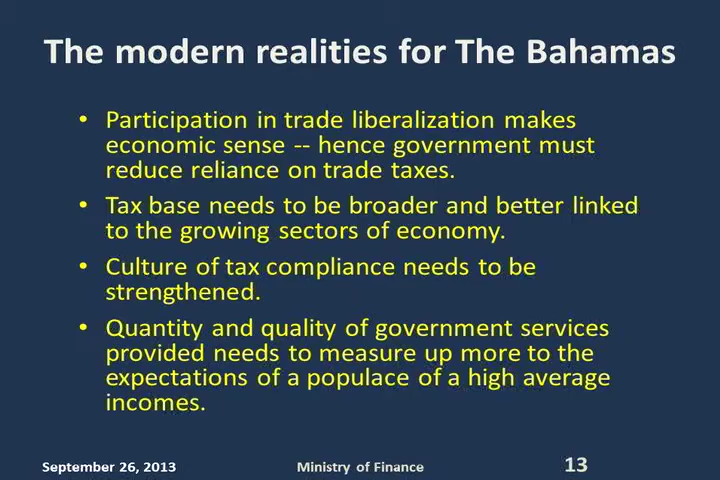 The modern realities for The Bahamas
• Participation in trade liberalization makes
economic sense -- hence government must
reduce reliance on trade taxes.
• Tax base needs to be broader and better linked
to the growing sectors of economy.
• Culture of tax compliance needs to be
strengthened.
• Quantity and quality of government services
provided needs to measure up more to the
expectations of a populace of a high average
incomes.
September 26, 2013 Ministry of Finance 13